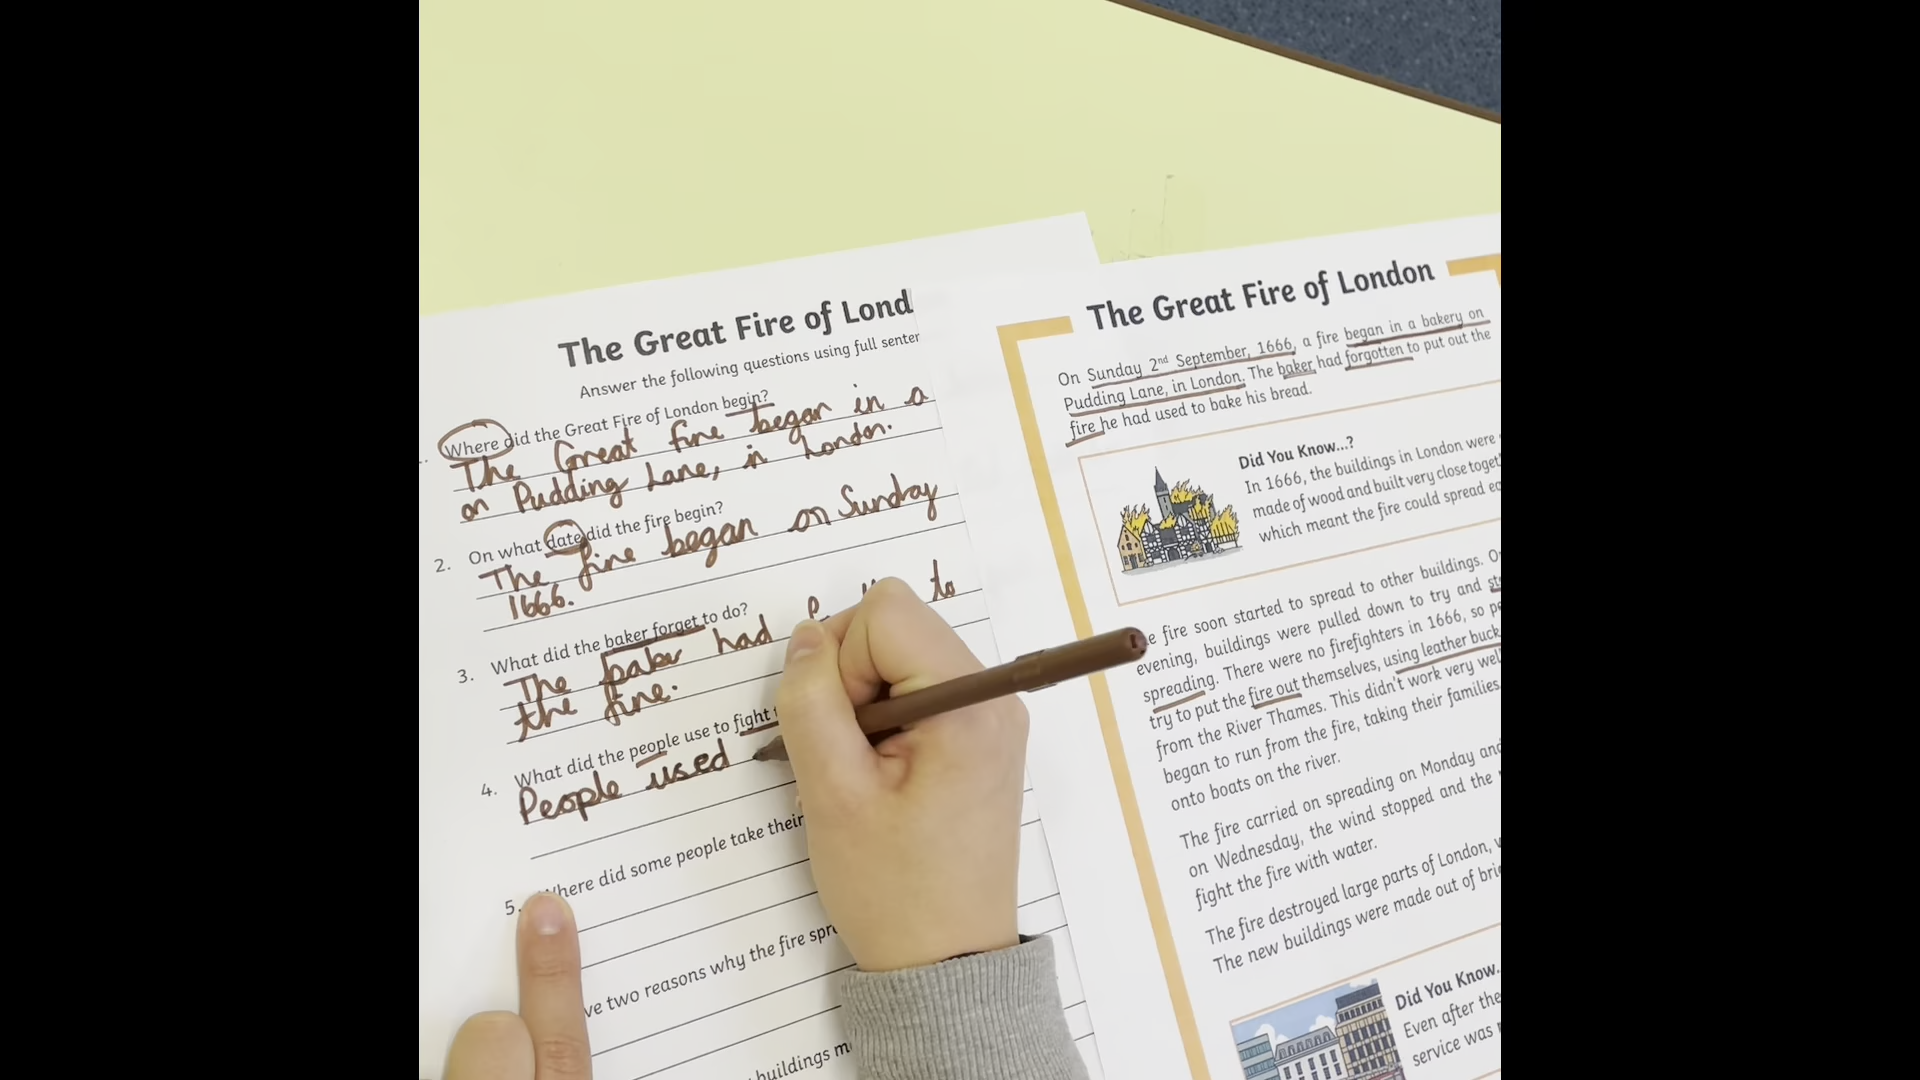 The Great Fire of Lond
Answer the following questions using full senter
Where did the Great Fire of London begin?
The Great fire began in a
on Pudding Lane, in London.
2. On what date did the fire begin?
The fire began on Sunday
1666.
3. What did the baker forget to do?
The baker had to
the fire.
4. What did the people use to fight
People used
5. Where did some people take their
two reasons why the fire
buildings
The Great Fire of London
On Sunday 2nd September, 1666, a fire began in a bakery on
Pudding Lane, in London. The baker had forgotten to put out the
fire he had used to bake his bread.
Did You Know...?
In 1666, the buildings in London were
made of wood and built very close
which meant the fire could spread
fire soon started to spread to other buildings.
evening, buildings were pulled down to try and
spreading. There were no firefighters in 1666, so
try to put the fire out themselves, using leather
from the River Thames. This didn't work very
began to run from the fire, taking their families
onto boats on the river.
The fire carried on spreading on Monday and
on Wednesday, the wind stopped and the
fight the fire with water.
The fire destroyed large parts of London,
The new buildings were made out of
Did You Know..
Even after the
service was